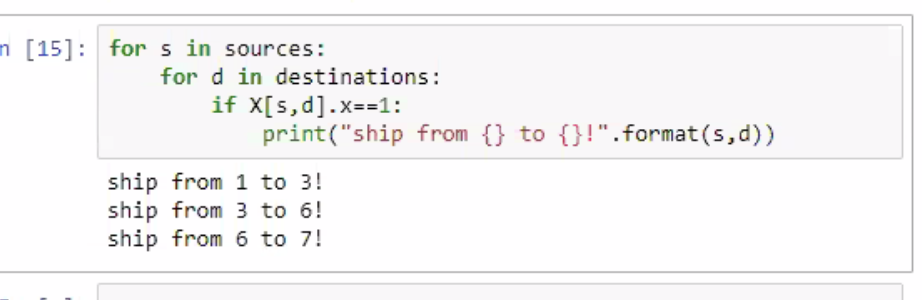 n [15]: for s in sources:
    for d in destinations:
        if X[s,d].x==1:
            print("ship from {} to {}!".format(s,d))
ship from 1 to 3!
ship from 3 to 6!
ship from 6 to 7!